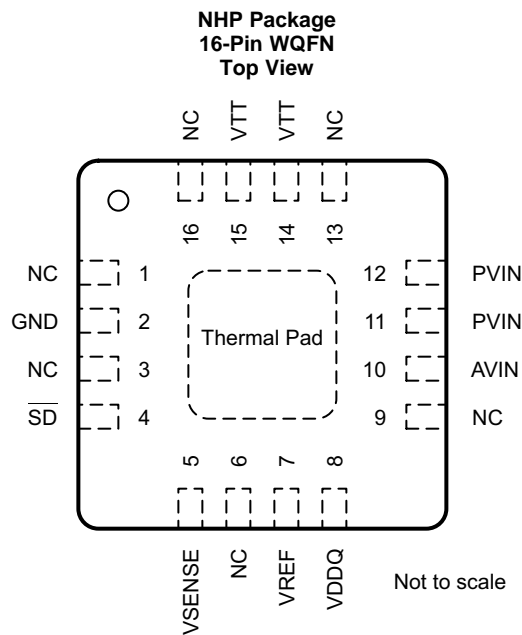 NHP Package
16-Pin WQFN
Top View
NC
VTT
VTT
NC
16
15
14
13
NC 1
GND 2
NC 3
S̅D̅ 4
Thermal Pad
12 PVIN
11 PVIN
10 AVIN
9 NC
5
6
7
8
VSENSE
NC
VREF
VDDQ
Not to scale